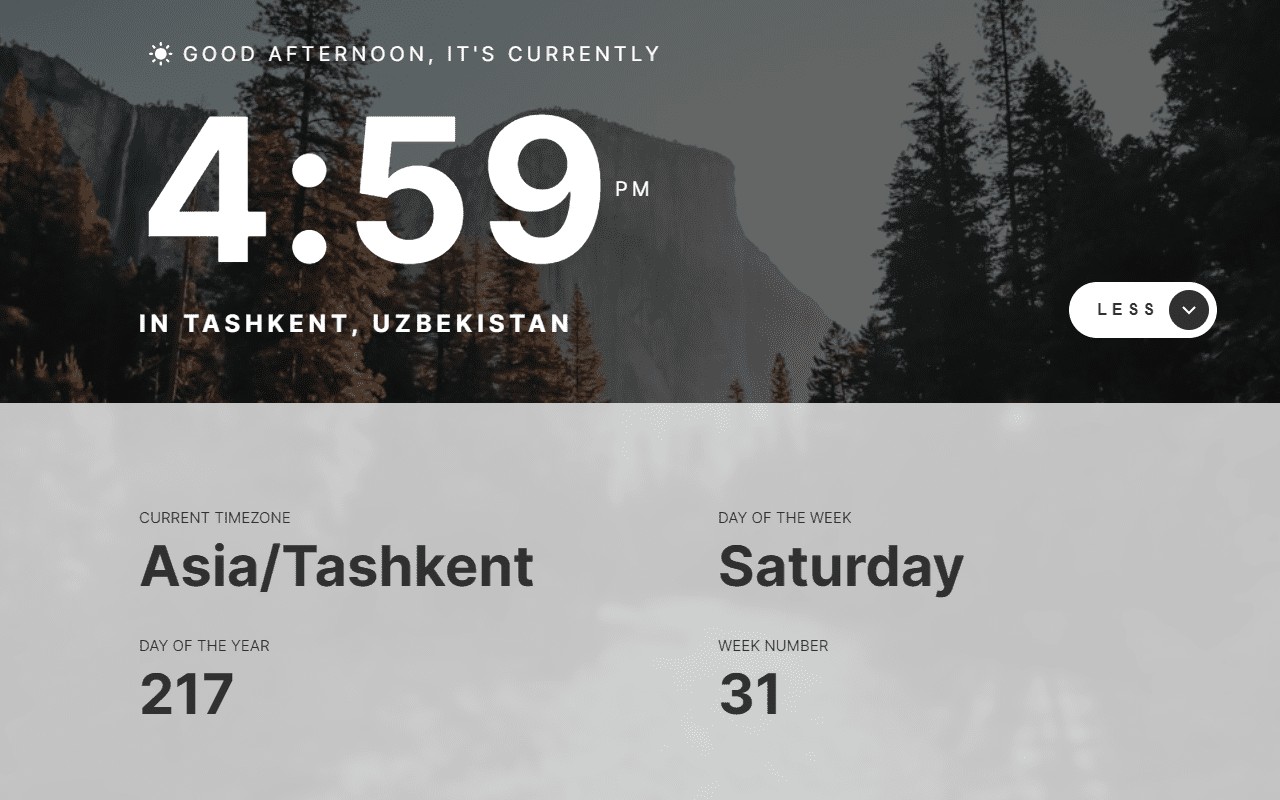 GOOD AFTERNOON, IT'S CURRENTLY
4:59 PM
IN TASHKENT, UZBEKISTAN
LESS
CURRENT TIMEZONE
Asia/Tashkent
DAY OF THE YEAR
217
DAY OF THE WEEK
Saturday
WEEK NUMBER
31